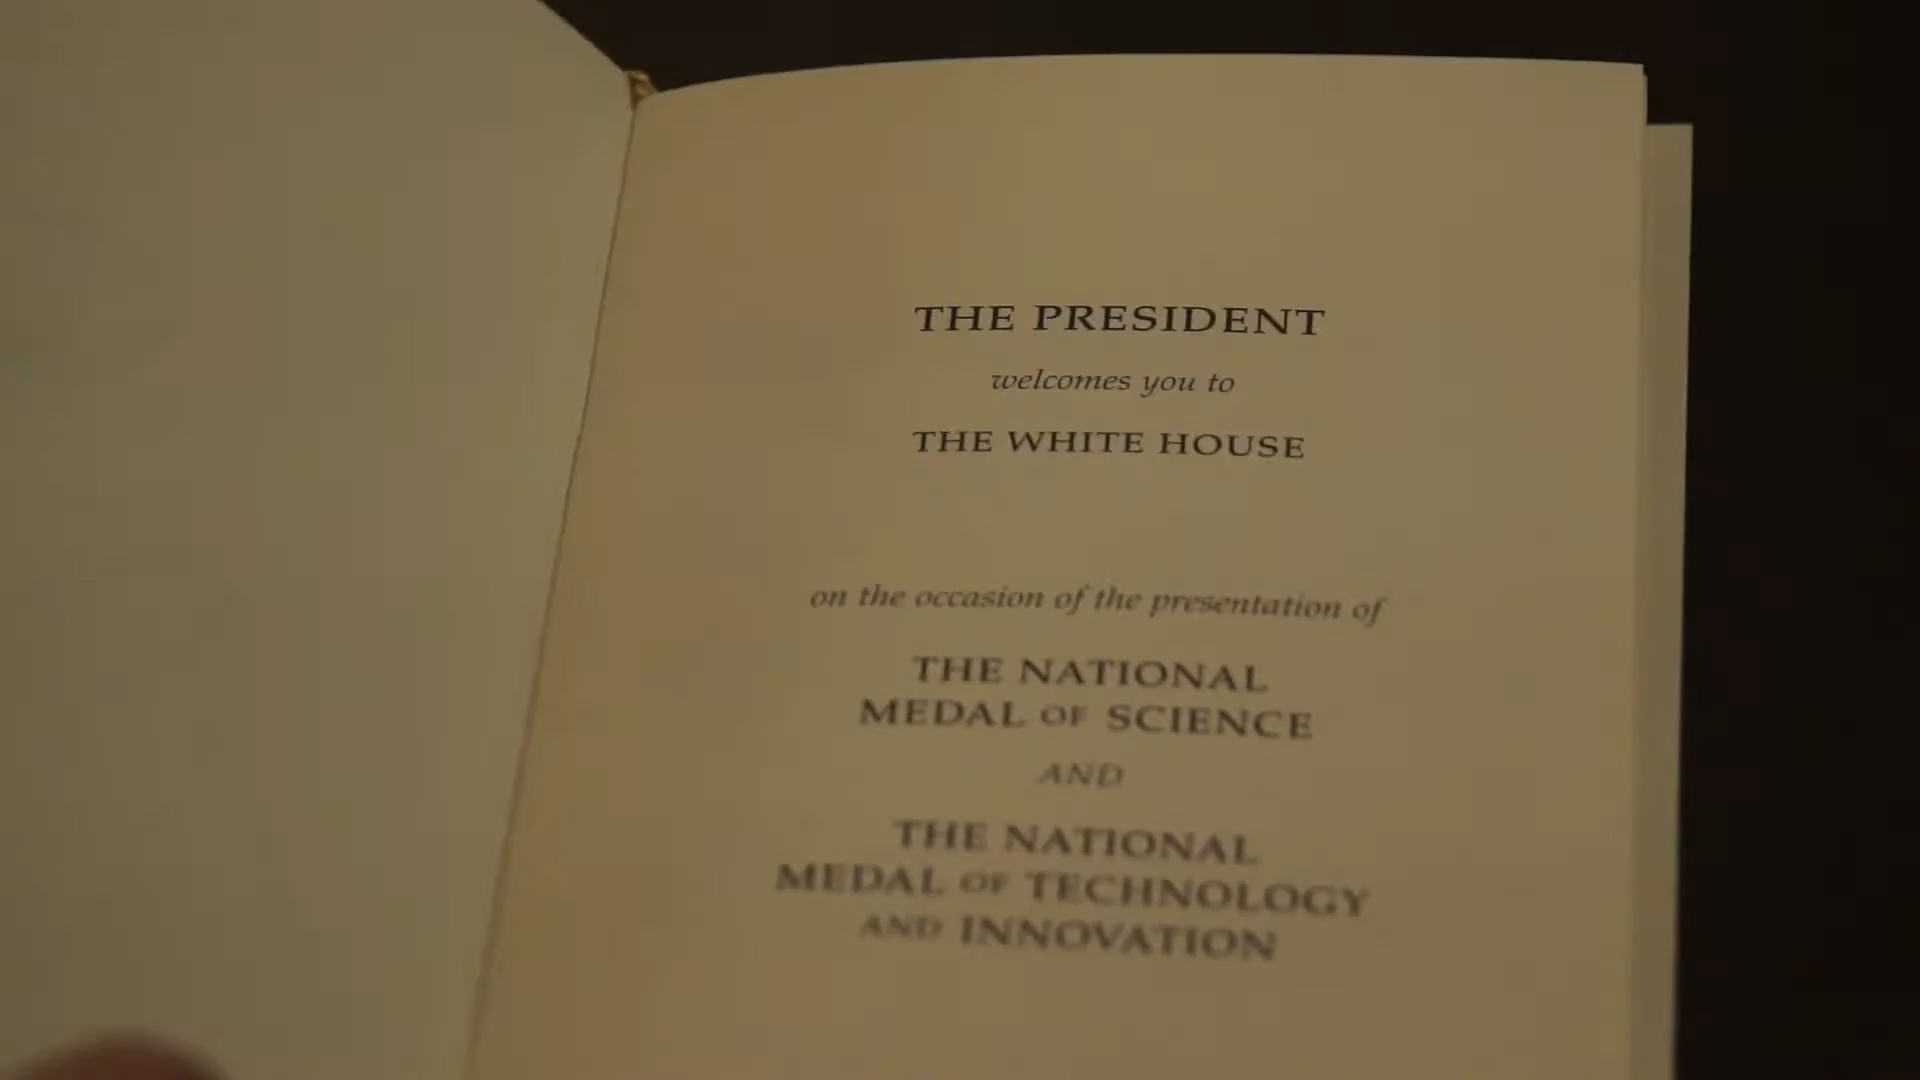 THE PRESIDENT
welcomes you to
THE WHITE HOUSE
on the occasion of the presentation of
THE NATIONAL
MEDAL OF SCIENCE
AND
THE NATIONAL
MEDAL OF TECHNOLOGY
AND INNOVATION